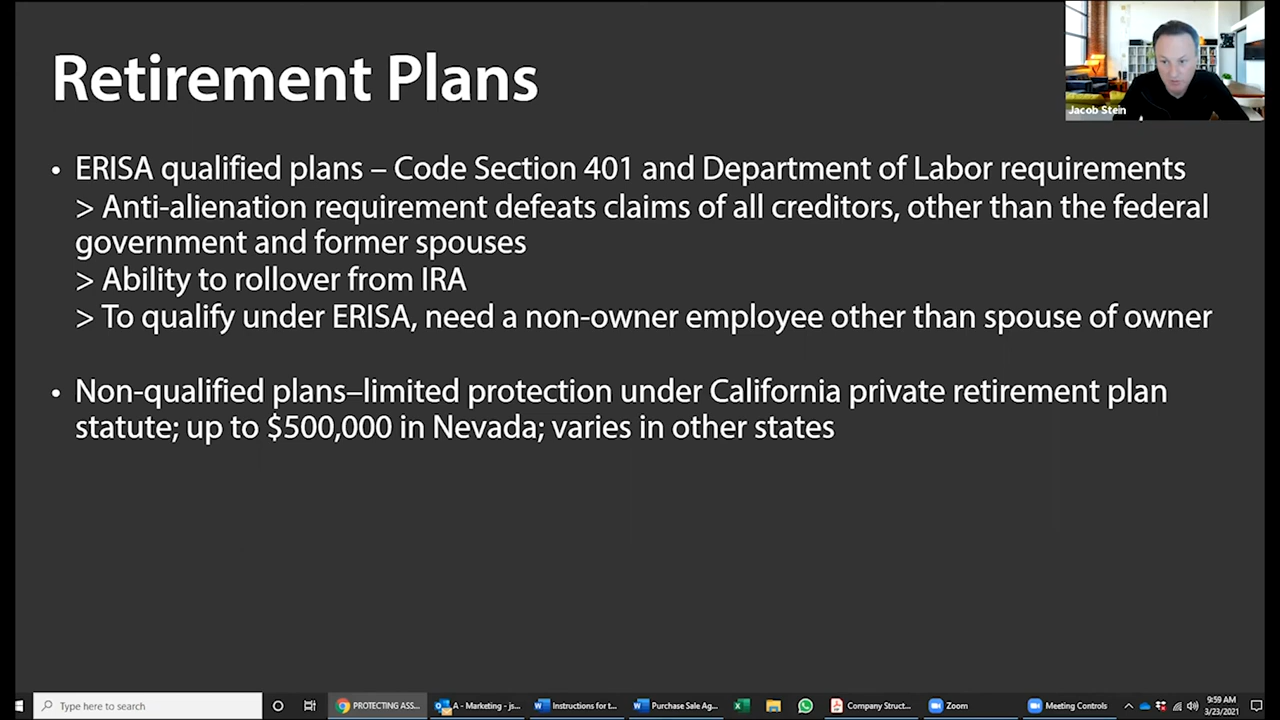 Retirement Plans
Jacob Stein
• ERISA qualified plans – Code Section 401 and Department of Labor requirements
> Anti-alienation requirement defeats claims of all creditors, other than the federal
government and former spouses
> Ability to rollover from IRA
> To qualify under ERISA, need a non-owner employee other than spouse of owner
• Non-qualified plans–limited protection under California private retirement plan
statute; up to $500,000 in Nevada; varies in other states
Type here to search
PROTECTING ASS...
A - Marketing - js...
Instructions for t...
Purchase Sale Ag...
Company Struct...
Zoom
Meeting Controls
9:59 AM
3/23/2021